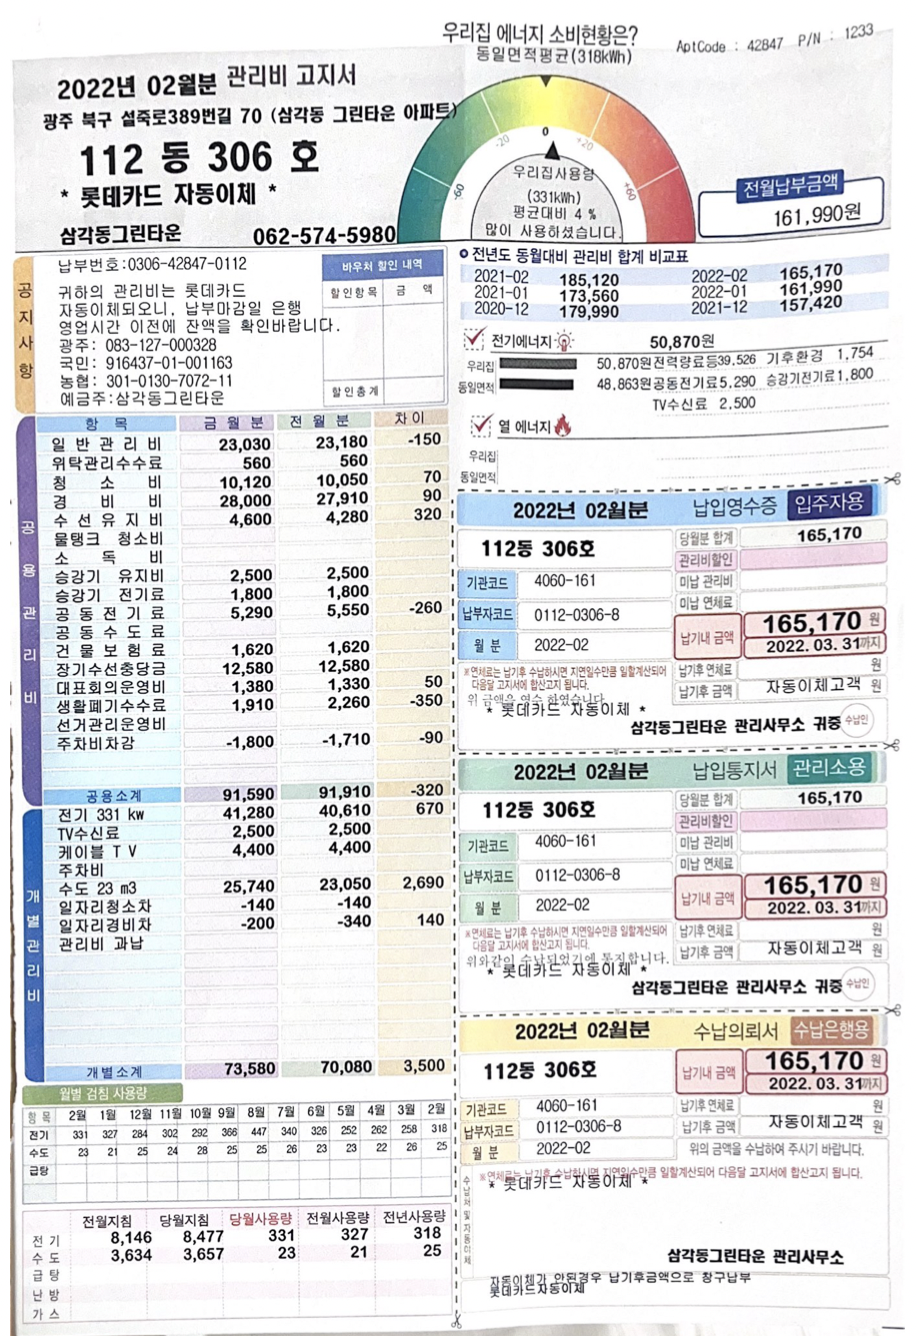 우리집 에너지 소비현황은?
동일면적평균(318kWh)
AptCode : 42847 P/N : 1233
2022년 02월분 관리비 고지서
광주 북구 설죽로389번길 70 (삼각동 그린타운 아파트)
112 동 306 호
* 롯데카드 자동이체 *
삼각동그린타운 062-574-5980
-60 -20 0 +20 +60
우리집사용량
(331kWh)
평균대비 4 %
많이 사용하셨습니다.
전월납부금액
161,990원
공지사항
납부번호:0306-42847-0112
귀하의 관리비는 롯데카드
자동이체되오니, 납부마감일 은행
영업시간 이전에 잔액을 확인바랍니다.
광주: 083-127-000328
국민: 916437-01-001163
농협: 301-0130-7072-11
예금주:삼각동그린타운
바우처 할인 내역
할인항목 금 액
할인총계
전년도 동월대비 관리비 합계 비교표
2021-02 185,120 2022-02 165,170
2021-01 173,560 2022-01 161,990
2020-12 179,990 2021-12 157,420
전기에너지 50,870원
우리집 50,870원 전력량료등39,526 기후환경 1,754
동일면적 48,863원 공동전기료5,290 승강기전기료1,800
TV수신료 2,500
열 에너지
우리집
동일면적
항 목 금 월 분 전 월 분 차 이
공용관리비
일 반 관 리 비 23,030 23,180 -150
위탁관리수수료 560 560
청 소 비 10,120 10,050 70
경 비 비 28,000 27,910 90
수 선 유 지 비 4,600 4,280 320
물탱크 청소비
소 독 비
승강기 유지비 2,500 2,500
승강기 전기료 1,800 1,800
공 동 전 기 료 5,290 5,550 -260
공 동 수 도 료
건 물 보 험 료 1,620 1,620
장기수선충당금 12,580 12,580
대표회의운영비 1,380 1,330 50
생활폐기수수료 1,910 2,260 -350
선거관리운영비
주차비차감 -1,800 -1,710 -90
공용소계 91,590 91,910 -320
개별관리비
전기 331 kw 41,280 40,610 670
TV수신료 2,500 2,500
케이블 T V 4,400 4,400
주차비
수도 23 m3 25,740 23,050 2,690
일자리청소차 -140 -140
일자리경비차 -200 -340 140
관리비 과납
개별소계 73,580 70,080 3,500
월별 검침 사용량
항 목 2월 1월 12월 11월 10월 9월 8월 7월 6월 5월 4월 3월 2월
전기 331 327 284 302 292 366 447 340 326 252 262 258 318
수도 23 21 25 24 28 25 25 26 23 23 22 26 25
급탕
전월지침 당월지침 당월사용량 전월사용량 전년사용량
전 기 8,146 8,477 331 327 318
수 도 3,634 3,657 23 21 25
급 탕
난 방
가 스
2022년 02월분 납입영수증 입주자용
112동 306호
기관코드 4060-161
납부자코드 0112-0306-8
월 분 2022-02
당월분 합계 165,170
관리비할인
미납 관리비
미납 연체료
납기내 금액 165,170 원
2022. 03. 31까지
납기후 연체료 원
납기후 금액 자동이체고객 원
※연체료는 납기후 수납하시면 지연일수만큼 일할계산되어
다음달 고지서에 합산고지 됩니다.
위 금액을 영수 하였습니다
* 롯데카드 자동이체 *
삼각동그린타운 관리사무소 귀중 수납인
2022년 02월분 납입통지서 관리소용
112동 306호
기관코드 4060-161
납부자코드 0112-0306-8
월 분 2022-02
당월분 합계 165,170
관리비할인
미납 관리비
미납 연체료
납기내 금액 165,170 원
2022. 03. 31까지
납기후 연체료 원
납기후 금액 자동이체고객 원
※연체료는 납기후 수납하시면 지연일수만큼 일할계산되어
다음달 고지서에 합산고지 됩니다.
위와같이 수납되었기에 통지합니다.
* 롯데카드 자동이체 *
삼각동그린타운 관리사무소 귀중 수납인
2022년 02월분 수납의뢰서 수납은행용
112동 306호
기관코드 4060-161
납부자코드 0112-0306-8
월 분 2022-02
납기내 금액 165,170 원
2022. 03. 31까지
납기후 연체료 원
납기후 금액 자동이체고객 원
위의 금액을 수납하여 주시기 바랍니다.
※연체료는 납기후 수납하시면 지연일수만큼 일할계산되어 다음달 고지서에 합산고지 됩니다.
* 롯데카드 자동이체 *
수납처 및 자동이체
삼각동그린타운 관리사무소
자동이체가 안된경우 납기후금액으로 창구납부
롯데카드자동이체